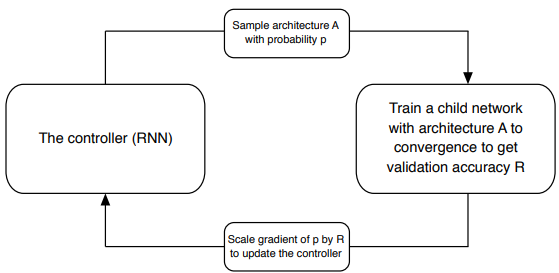 Sample architecture A
with probability p
The controller (RNN)
Train a child network
with architecture A to
convergence to get
validation accuracy R
Scale gradient of p by R
to update the controller